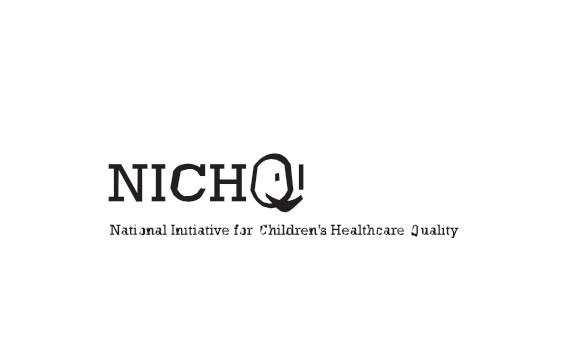 NICHQ
National Initiative for Children's Healthcare Quality